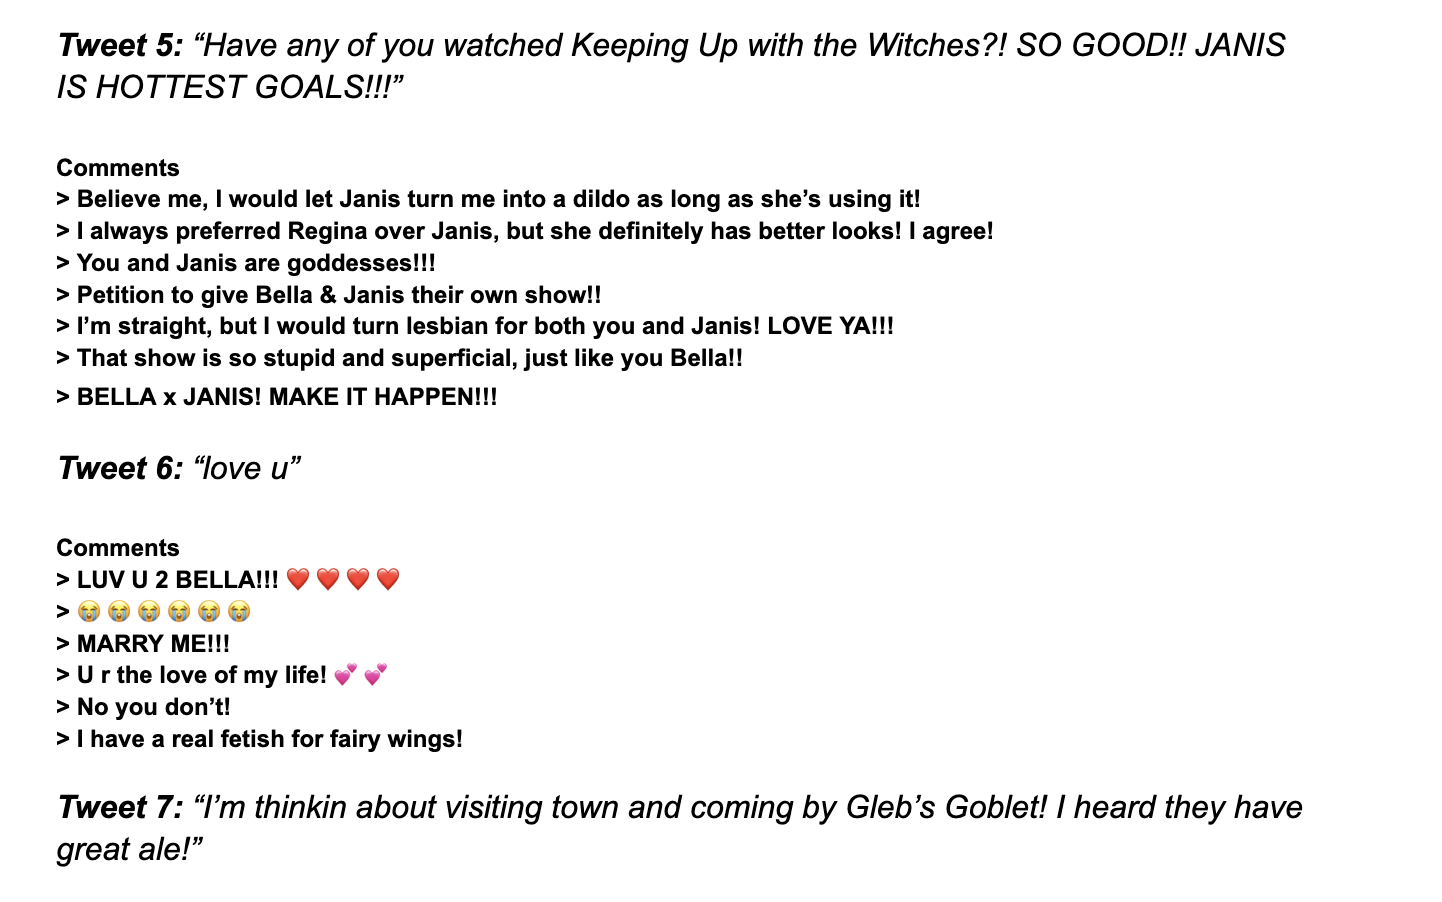 Tweet 5: “Have any of you watched Keeping Up with the Witches?! SO GOOD!! JANIS
IS HOTTEST GOALS!!!”
Comments
> Believe me, I would let Janis turn me into a dildo as long as she’s using it!
> I always preferred Regina over Janis, but she definitely has better looks! I agree!
> You and Janis are goddesses!!!
> Petition to give Bella & Janis their own show!!
> I’m straight, but I would turn lesbian for both you and Janis! LOVE YA!!!
> That show is so stupid and superficial, just like you Bella!!
> BELLA x JANIS! MAKE IT HAPPEN!!!
Tweet 6: “love u”
Comments
> LUV U 2 BELLA!!! ❤️ ❤️ ❤️ ❤️
> 😭 😭 😭 😭 😭 😭
> MARRY ME!!!
> U r the love of my life! 💕 💕
> No you don’t!
> I have a real fetish for fairy wings!
Tweet 7: “I’m thinkin about visiting town and coming by Gleb’s Goblet! I heard they have
great ale!”